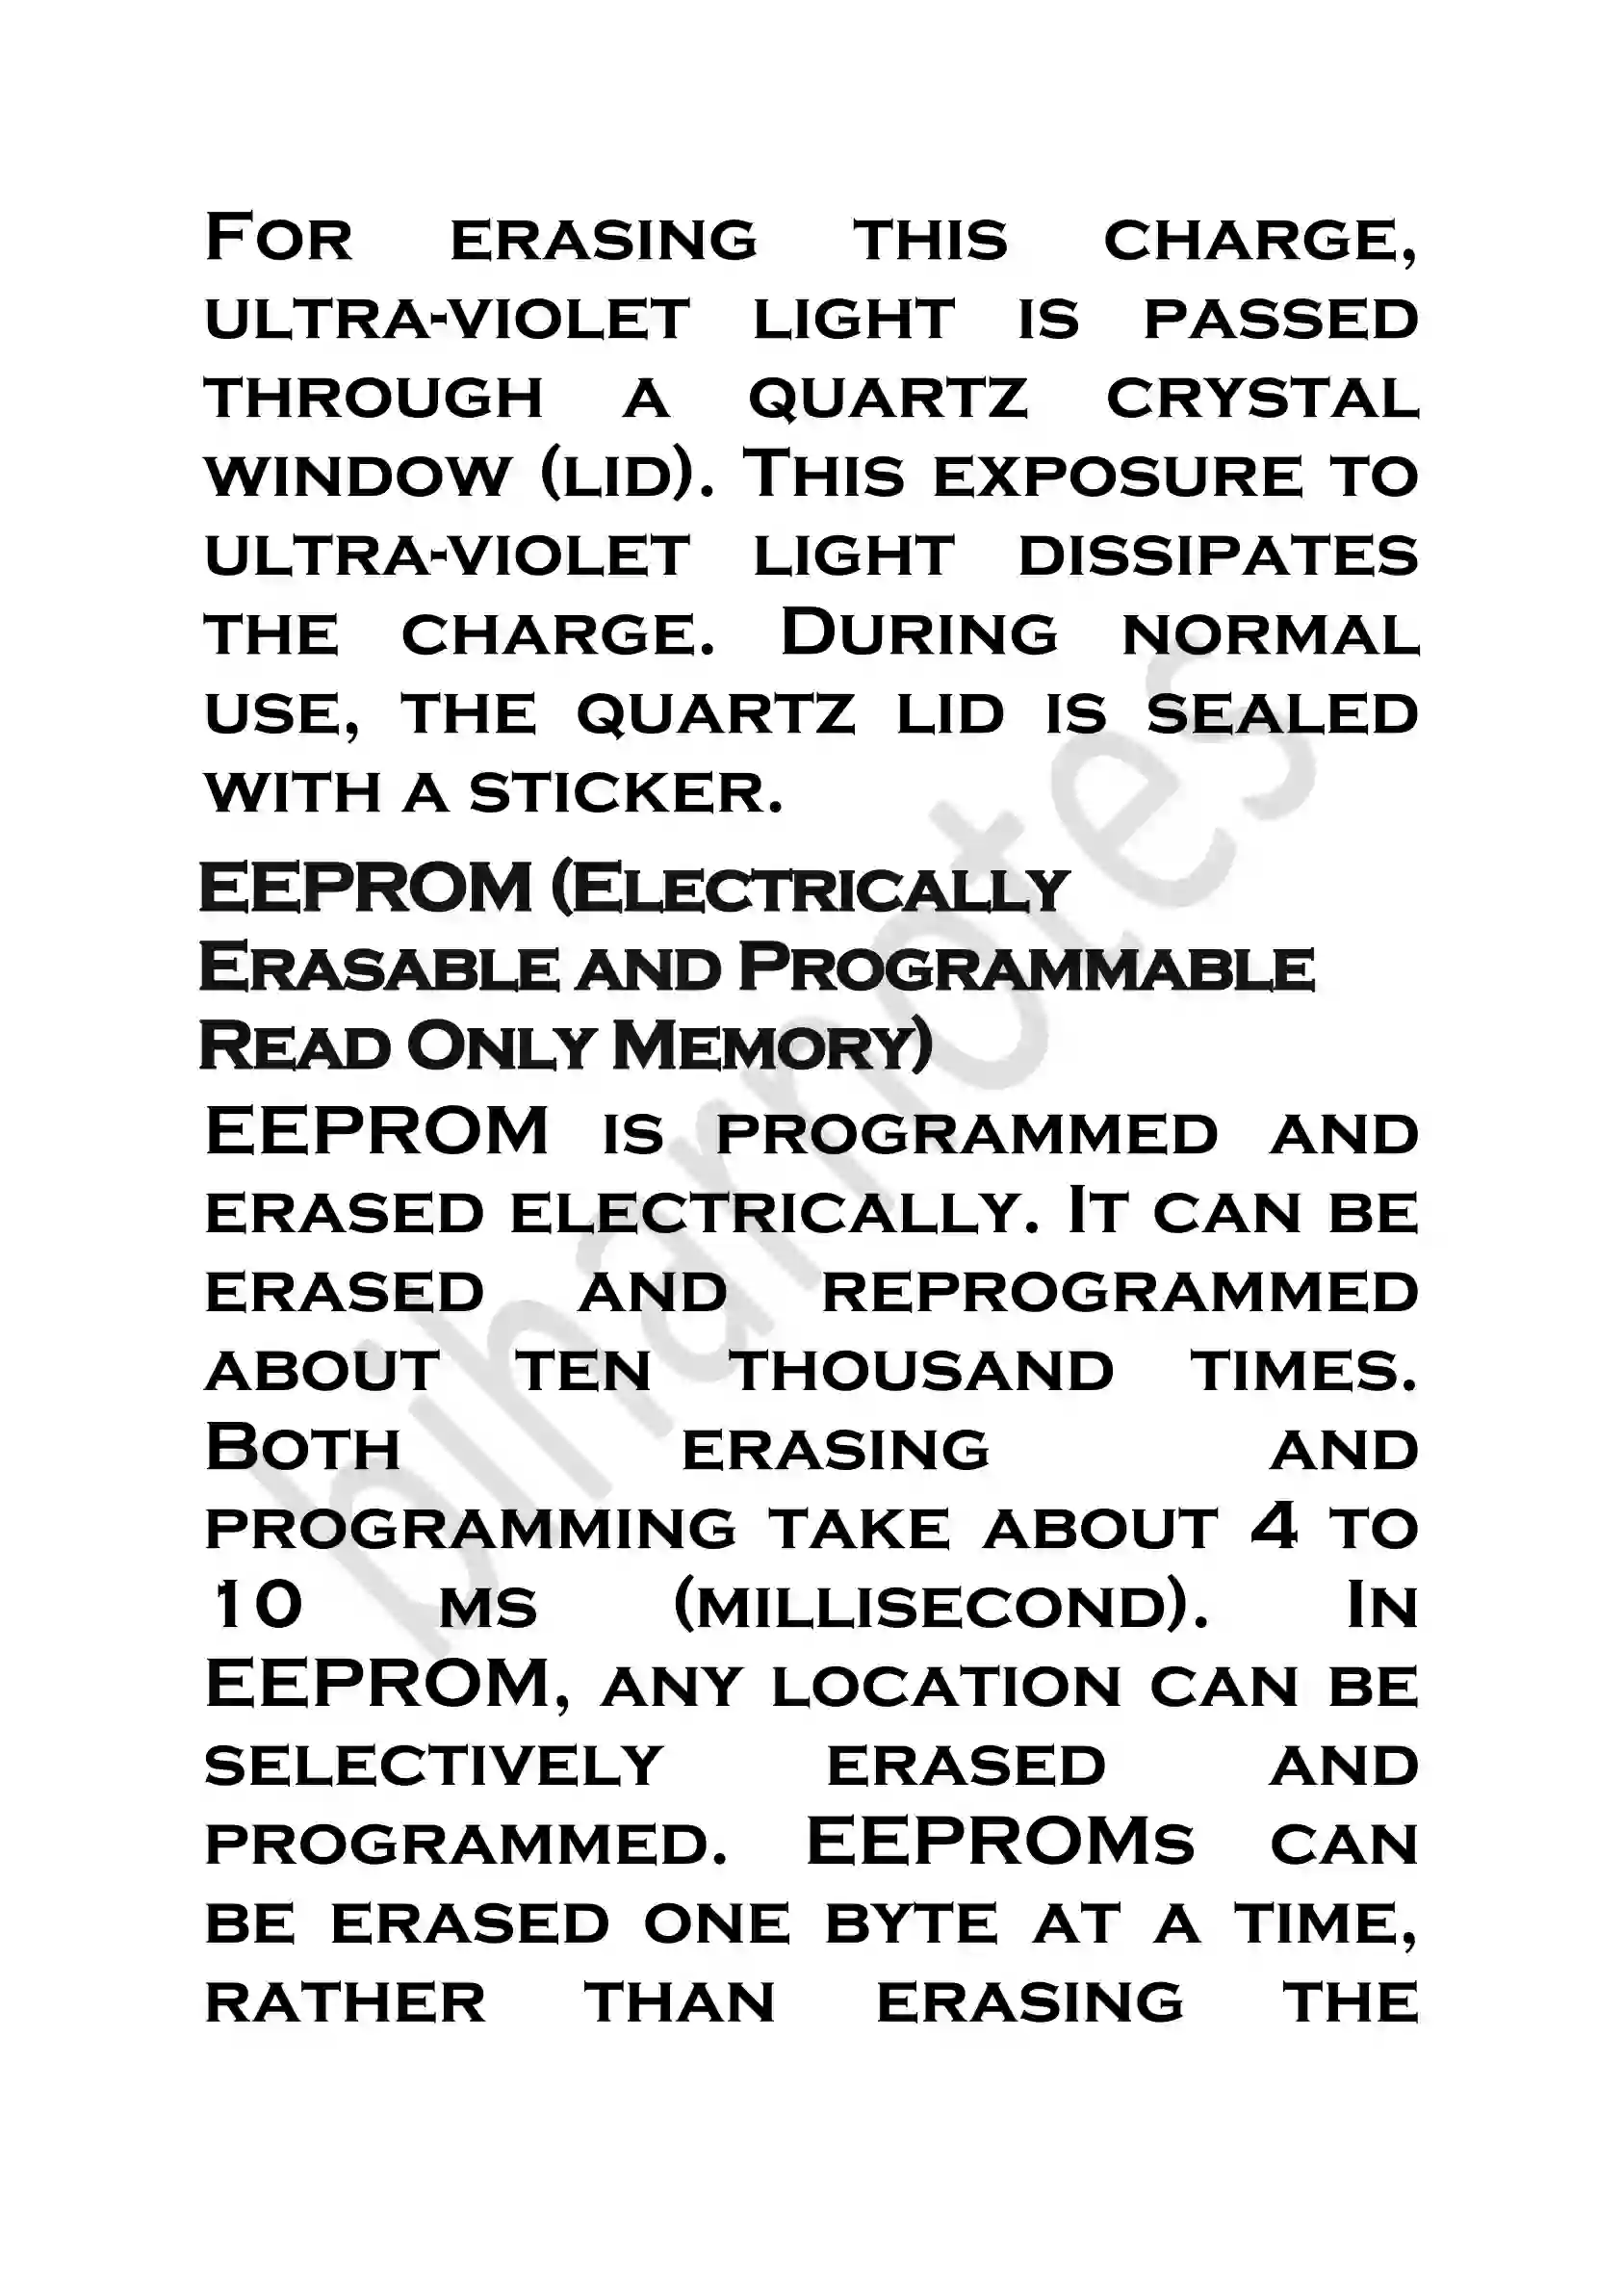 For erasing this charge,
ultra-violet light is passed
through a quartz crystal
window (lid). This exposure to
ultra-violet light dissipates
the charge. During normal
use, the quartz lid is sealed
with a sticker.
EEPROM (Electrically
Erasable and Programmable
Read Only Memory)
EEPROM is programmed and
erased electrically. It can be
erased and reprogrammed
about ten thousand times.
Both erasing and
programming take about 4 to
10 ms (millisecond). In
EEPROM, any location can be
selectively erased and
programmed. EEPROMs can
be erased one byte at a time,
rather than erasing the
biharnotes